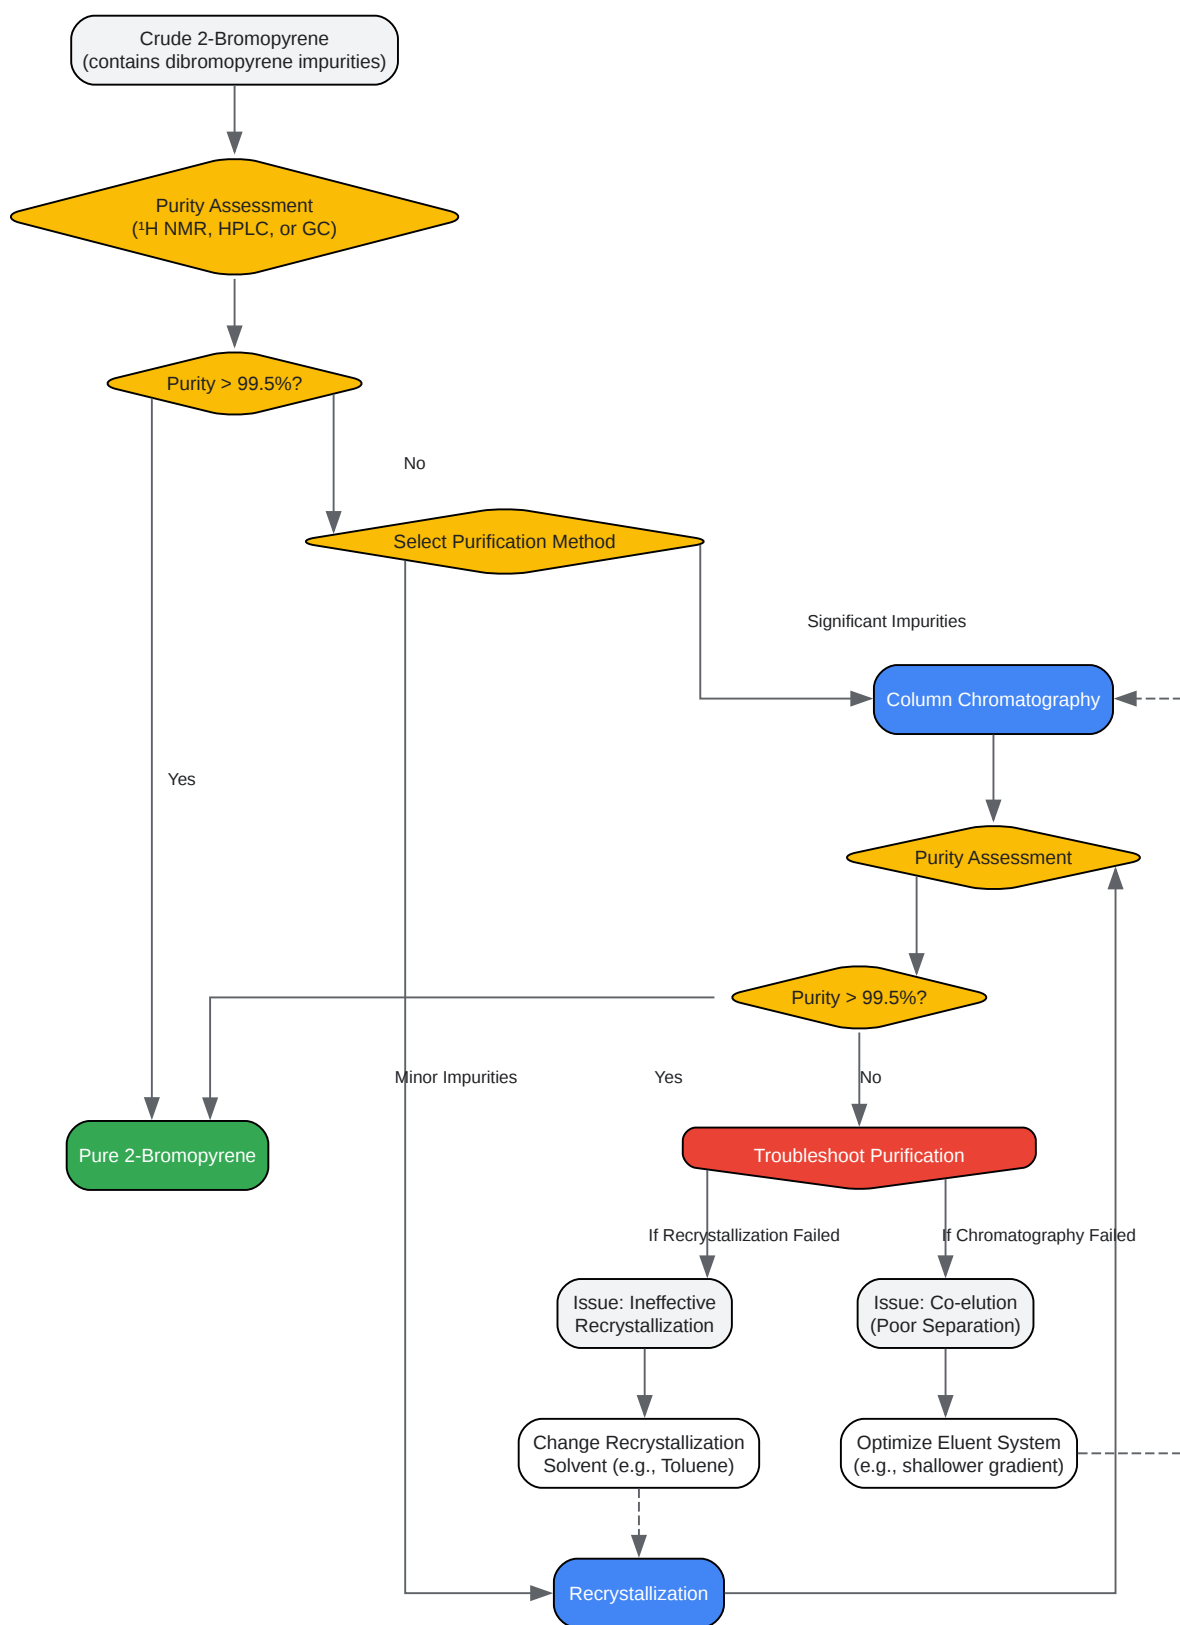 Crude 2-Bromopyrene
(contains dibromopyrene impurities)
Purity Assessment
(¹H NMR, HPLC, or GC)
Purity > 99.5%?
No
Select Purification Method
Significant Impurities
Column Chromatography
Yes
Purity Assessment
Purity > 99.5%?
Minor Impurities
Yes
No
Pure 2-Bromopyrene
Troubleshoot Purification
If Recrystallization Failed
If Chromatography Failed
Issue: Ineffective
Recrystallization
Issue: Co-elution
(Poor Separation)
Change Recrystallization
Solvent (e.g., Toluene)
Optimize Eluent System
(e.g., shallower gradient)
Recrystallization